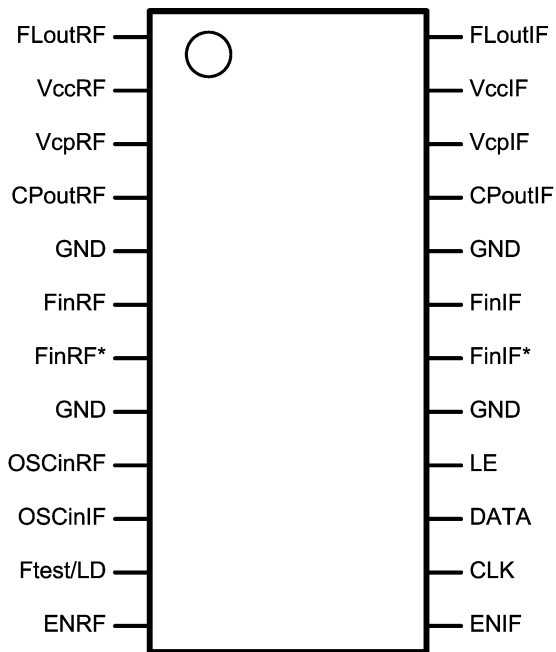 FLoutRF FLoutIF
VccRF VccIF
VcpRF VcpIF
CPoutRF CPoutIF
GND GND
FinRF FinIF
FinRF* FinIF*
GND GND
OSCinRF LE
OSCinIF DATA
Ftest/LD CLK
ENRF ENIF